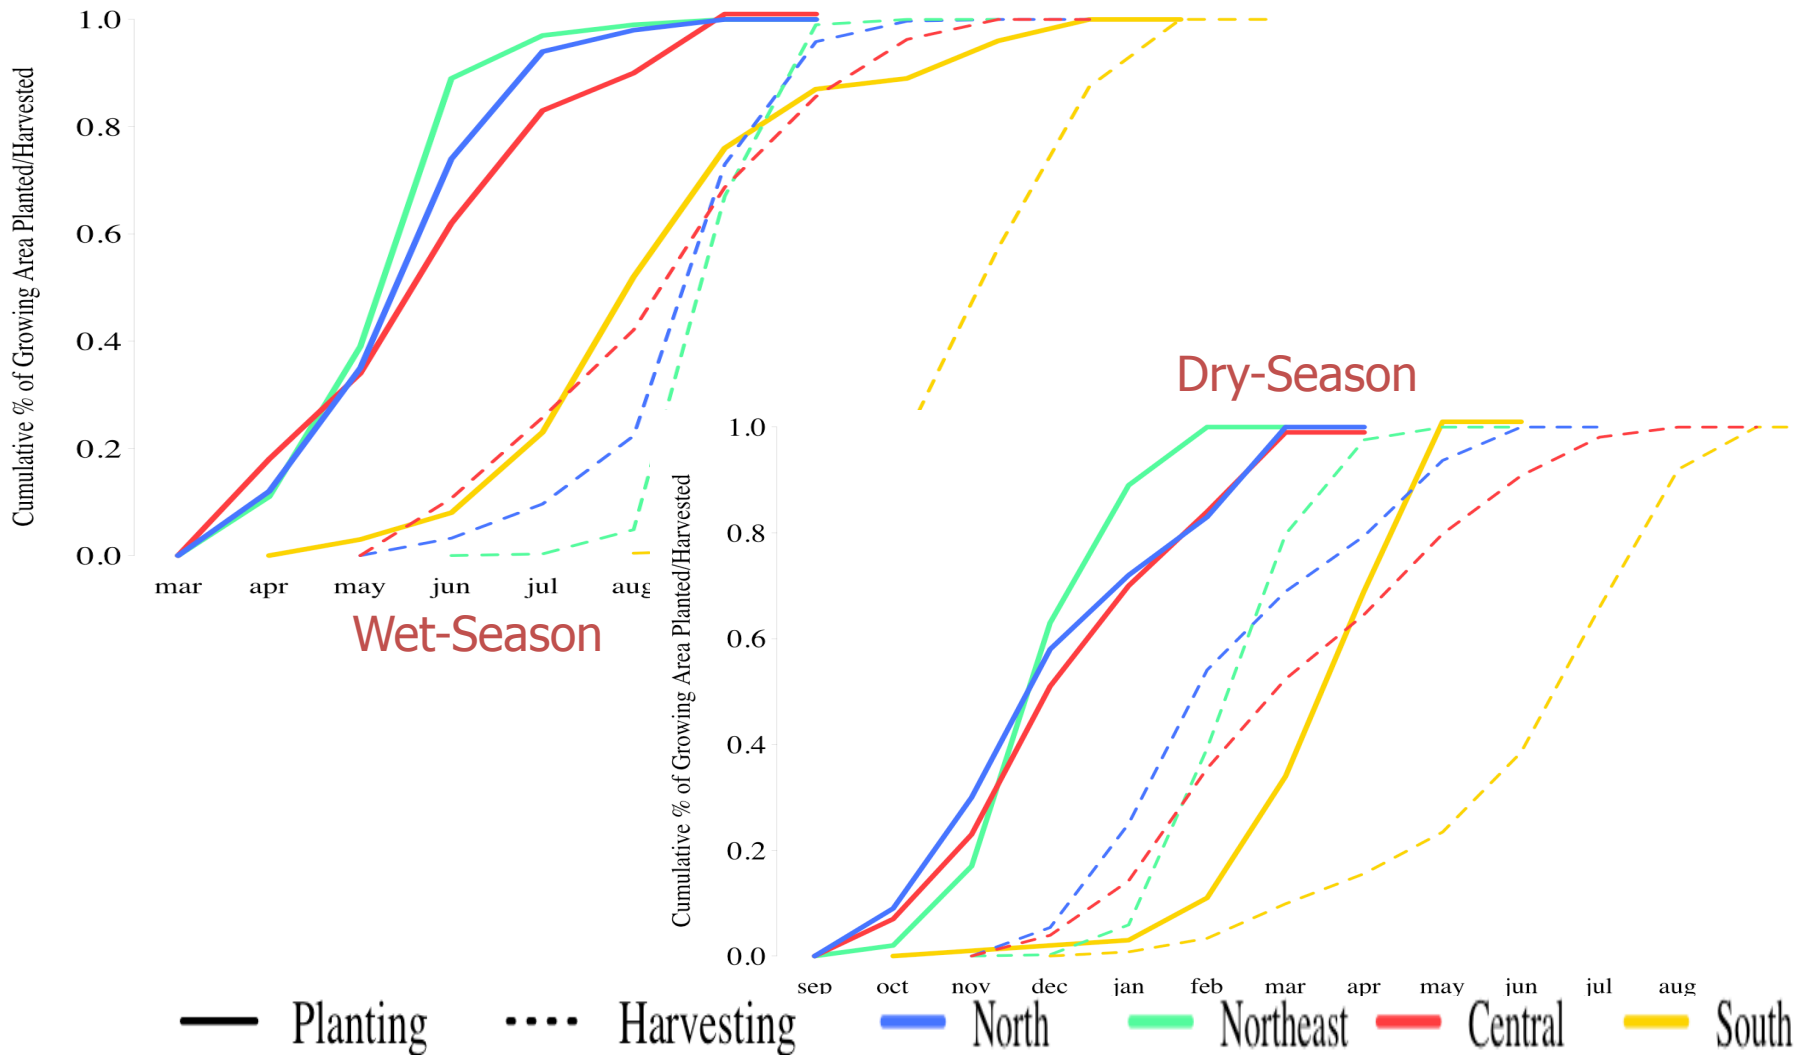 Cumulative % of Growing Area Planted/Harvested
1.0
0.8
0.6
0.4
0.2
0.0
mar apr may jun jul aug
Wet-Season
Dry-Season
Cumulative % of Growing Area Planted/Harvested
1.0
0.8
0.6
0.4
0.2
0.0
sep oct nov dec jan feb mar apr may jun jul aug
Planting Harvesting North Northeast Central South